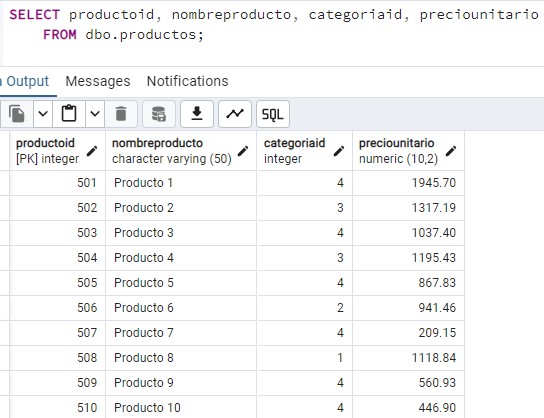 SELECT productoid, nombreproducto, categoriaid, preciounitario
FROM dbo.productos;
Output Messages Notifications
SQL
productoid nombreproducto categoriaid preciounitario
[PK] integer character varying (50) integer numeric (10,2)
501 Producto 1 4 1945.70
502 Producto 2 3 1317.19
503 Producto 3 4 1037.40
504 Producto 4 3 1195.43
505 Producto 5 4 867.83
506 Producto 6 2 941.46
507 Producto 7 4 209.15
508 Producto 8 1 1118.84
509 Producto 9 4 560.93
510 Producto 10 4 446.90